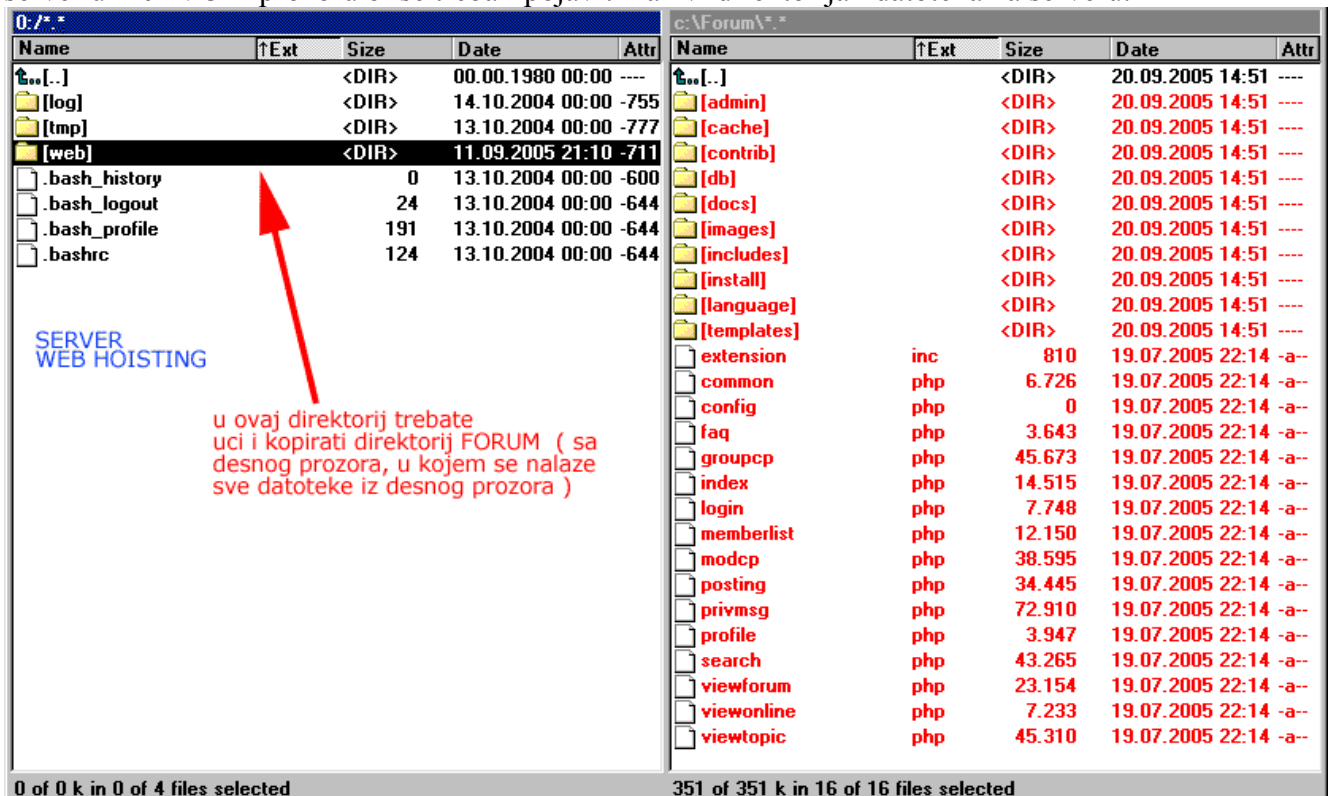 0:/*.*
Name ↑Ext Size Date Attr
[..] <DIR> 00.00.1980 00:00 ----
[log] <DIR> 14.10.2004 00:00 -755
[tmp] <DIR> 13.10.2004 00:00 -777
[web] <DIR> 11.09.2005 21:10 -711
.bash_history 0 13.10.2004 00:00 -600
.bash_logout 24 13.10.2004 00:00 -644
.bash_profile 191 13.10.2004 00:00 -644
.bashrc 124 13.10.2004 00:00 -644
SERVER
WEB HOISTING
u ovaj direktorij trebate
uci i kopirati direktorij FORUM ( sa
desnog prozora, u kojem se nalaze
sve datoteke iz desnog prozora )
0 of 0 k in 0 of 4 files selected
c:\Forum\*.*
Name ↑Ext Size Date Attr
[..] <DIR> 20.09.2005 14:51 ----
[admin] <DIR> 20.09.2005 14:51 ----
[cache] <DIR> 20.09.2005 14:51 ----
[contrib] <DIR> 20.09.2005 14:51 ----
[db] <DIR> 20.09.2005 14:51 ----
[docs] <DIR> 20.09.2005 14:51 ----
[images] <DIR> 20.09.2005 14:51 ----
[includes] <DIR> 20.09.2005 14:51 ----
[install] <DIR> 20.09.2005 14:51 ----
[language] <DIR> 20.09.2005 14:51 ----
[templates] <DIR> 20.09.2005 14:51 ----
extension inc 810 19.07.2005 22:14 -a--
common php 6.726 19.07.2005 22:14 -a--
config php 0 19.07.2005 22:14 -a--
faq php 3.643 19.07.2005 22:14 -a--
groupcp php 45.673 19.07.2005 22:14 -a--
index php 14.515 19.07.2005 22:14 -a--
login php 7.748 19.07.2005 22:14 -a--
memberlist php 12.150 19.07.2005 22:14 -a--
modcp php 38.595 19.07.2005 22:14 -a--
posting php 34.445 19.07.2005 22:14 -a--
privmsg php 72.910 19.07.2005 22:14 -a--
profile php 3.947 19.07.2005 22:14 -a--
search php 43.265 19.07.2005 22:14 -a--
viewforum php 23.154 19.07.2005 22:14 -a--
viewonline php 7.233 19.07.2005 22:14 -a--
viewtopic php 45.310 19.07.2005 22:14 -a--
351 of 351 k in 16 of 16 files selected